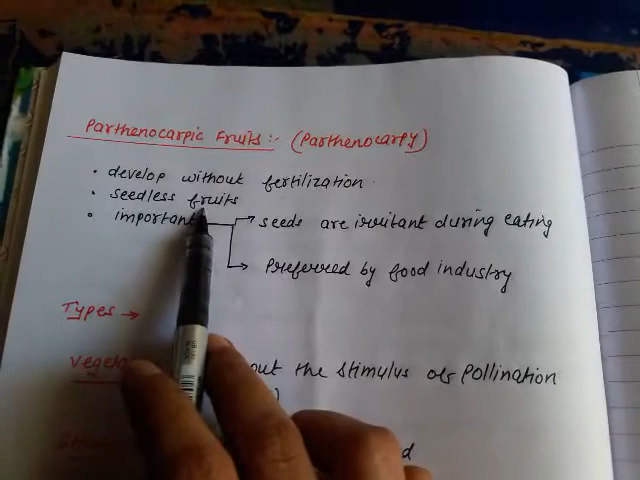 Parthenocarpic Fruits:- (Parthenocarpy)
• develop without fertilization
• seedless fruits
• important → seeds are irritant during eating
→ Preferred by food industry
Types →
out the stimulus of Pollination